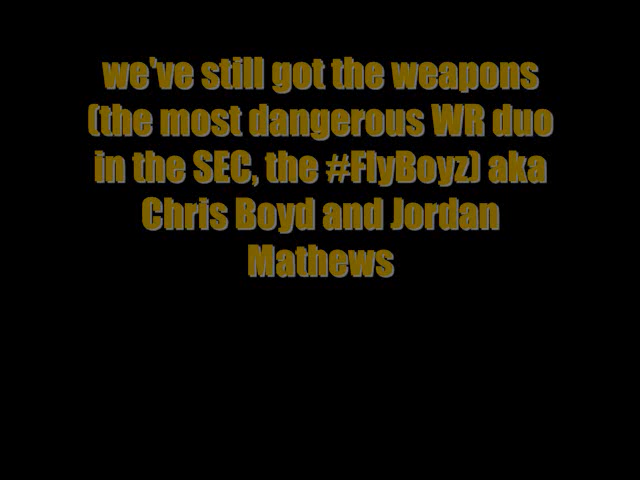 we've still got the weapons
(the most dangerous WR duo
in the SEC, the #FlyBoyz) aka
Chris Boyd and Jordan
Mathews